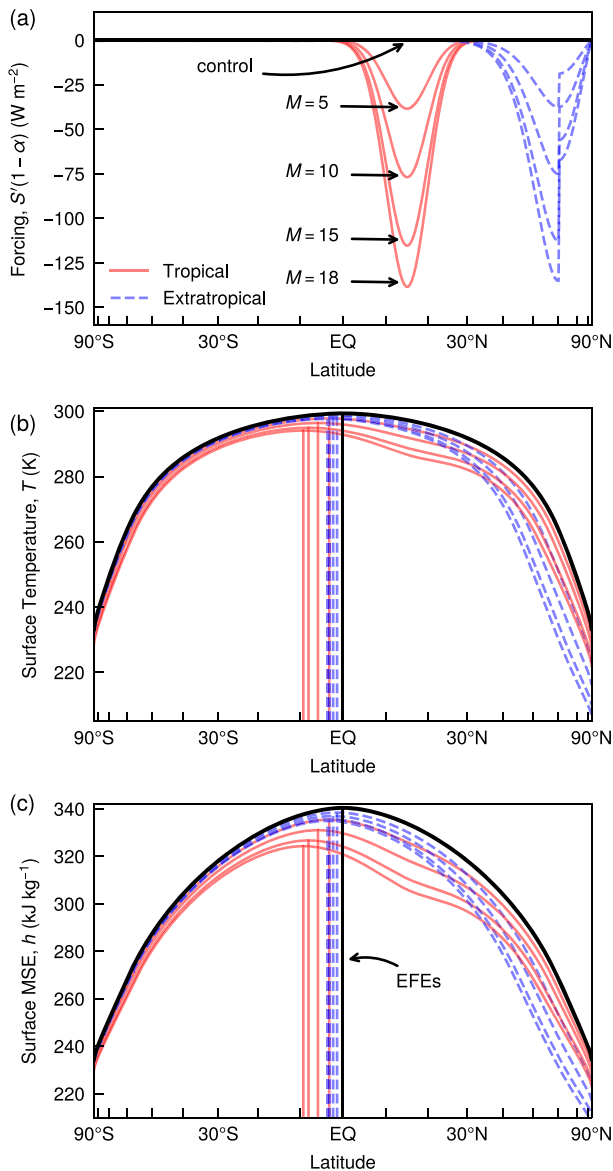 (a)
0
−25
−50
−75
−100
−125
−150
Forcing, S′(1 − α) (W m⁻²)
control
M = 5
M = 10
M = 15
M = 18
Tropical
Extratropical
90°S
30°S
EQ
30°N
90°N
Latitude
(b)
300
280
260
240
220
Surface Temperature, T (K)
90°S
30°S
EQ
30°N
90°N
Latitude
(c)
340
320
300
280
260
240
220
Surface MSE, h (kJ kg⁻¹)
EFEs
90°S
30°S
EQ
30°N
90°N
Latitude